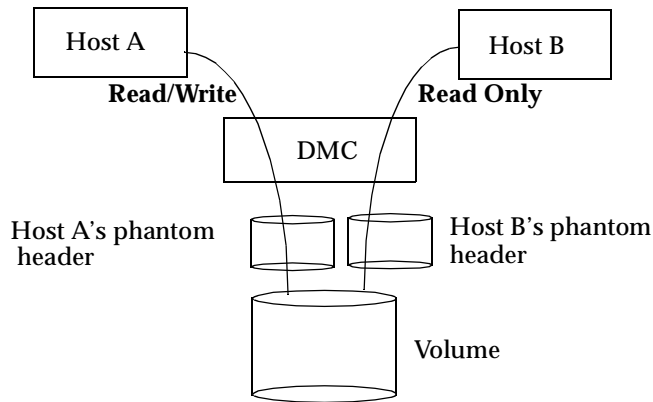 Host A
Host B
Read/Write
Read Only
DMC
Host A's phantom
header
Host B's phantom
header
Volume